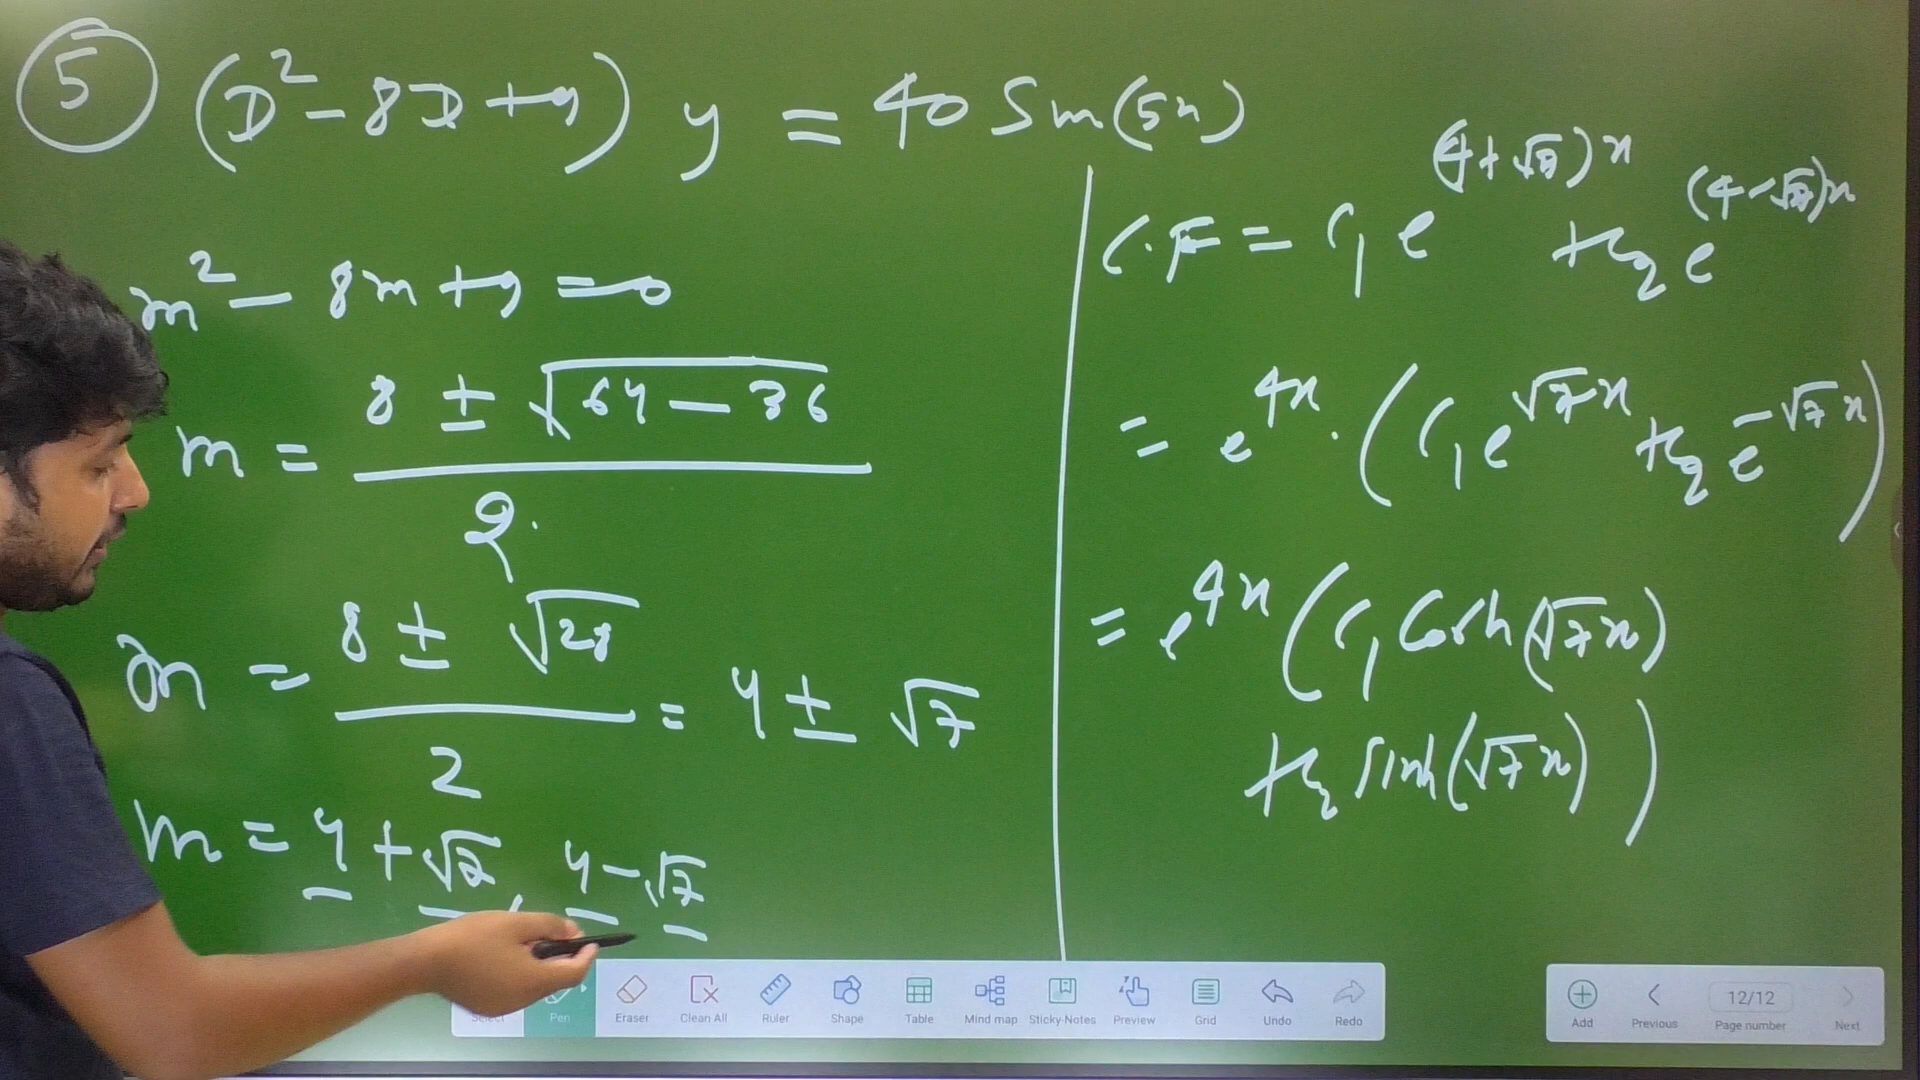 5 (D² - 8D + 9) y = 40 Sin(5x)
m² - 8m + 9 = 0
m = (8 ± √(64 - 36)) / 2
m = (8 ± √28) / 2 = 4 ± √7
m = 4 + √7, 4 - √7
C.F = C₁ e^(4+√7)x + C₂ e^(4-√7)x
= e^4x . (C₁ e^√7x + C₂ e^-√7x)
= e^4x (C₁ Cosh(√7x)
+ C₂ sinh(√7x))
Select Pen Eraser Clean All Ruler Shape Table Mind map Sticky-Notes Preview Grid Undo Redo
12/12
Add Previous Page number Next